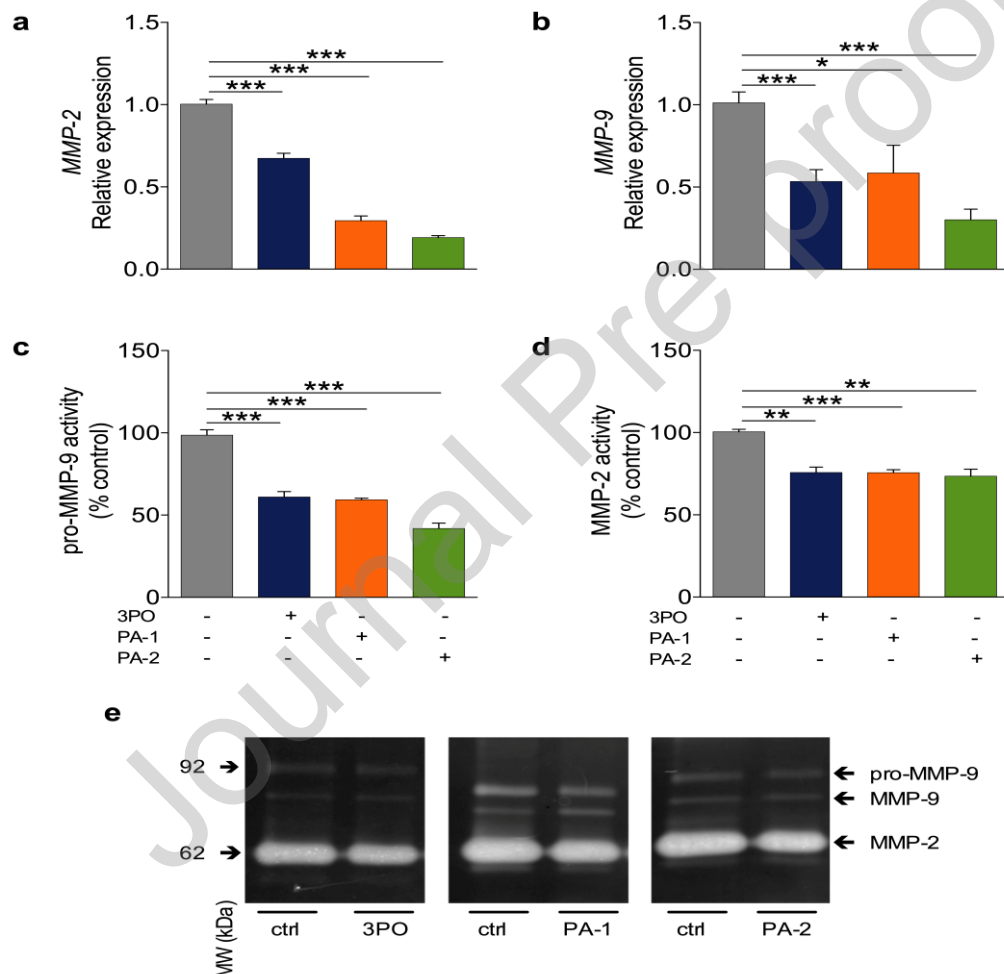 a
1.5
1.0
0.5
0.0
MMP-2
Relative expression
***
***
***
b
1.5
1.0
0.5
0.0
MMP-9
Relative expression
***
*
***
c
150
100
50
0
pro-MMP-9 activity
(% control)
***
***
***
d
150
100
50
0
MMP-2 activity
(% control)
**
***
**
3PO - + - -
PA-1 - - + -
PA-2 - - - +
3PO - + - -
PA-1 - - + -
PA-2 - - - +
e
92 →
62 →
← pro-MMP-9
← MMP-9
← MMP-2
MW (kDa)
ctrl 3PO ctrl PA-1 ctrl PA-2
Journal Pre proo